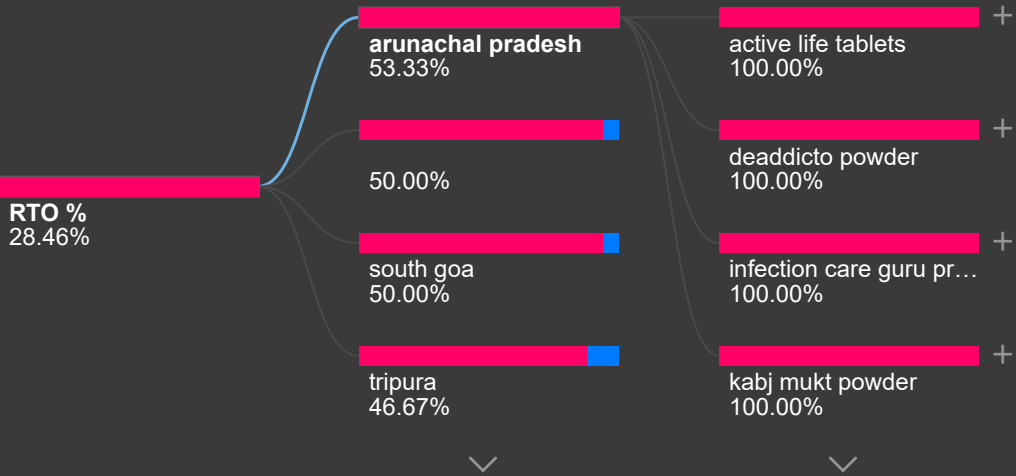 RTO %
28.46%
arunachal pradesh
53.33%
50.00%
south goa
50.00%
tripura
46.67%
active life tablets
100.00%
deaddicto powder
100.00%
infection care guru pr…
100.00%
kabj mukt powder
100.00%